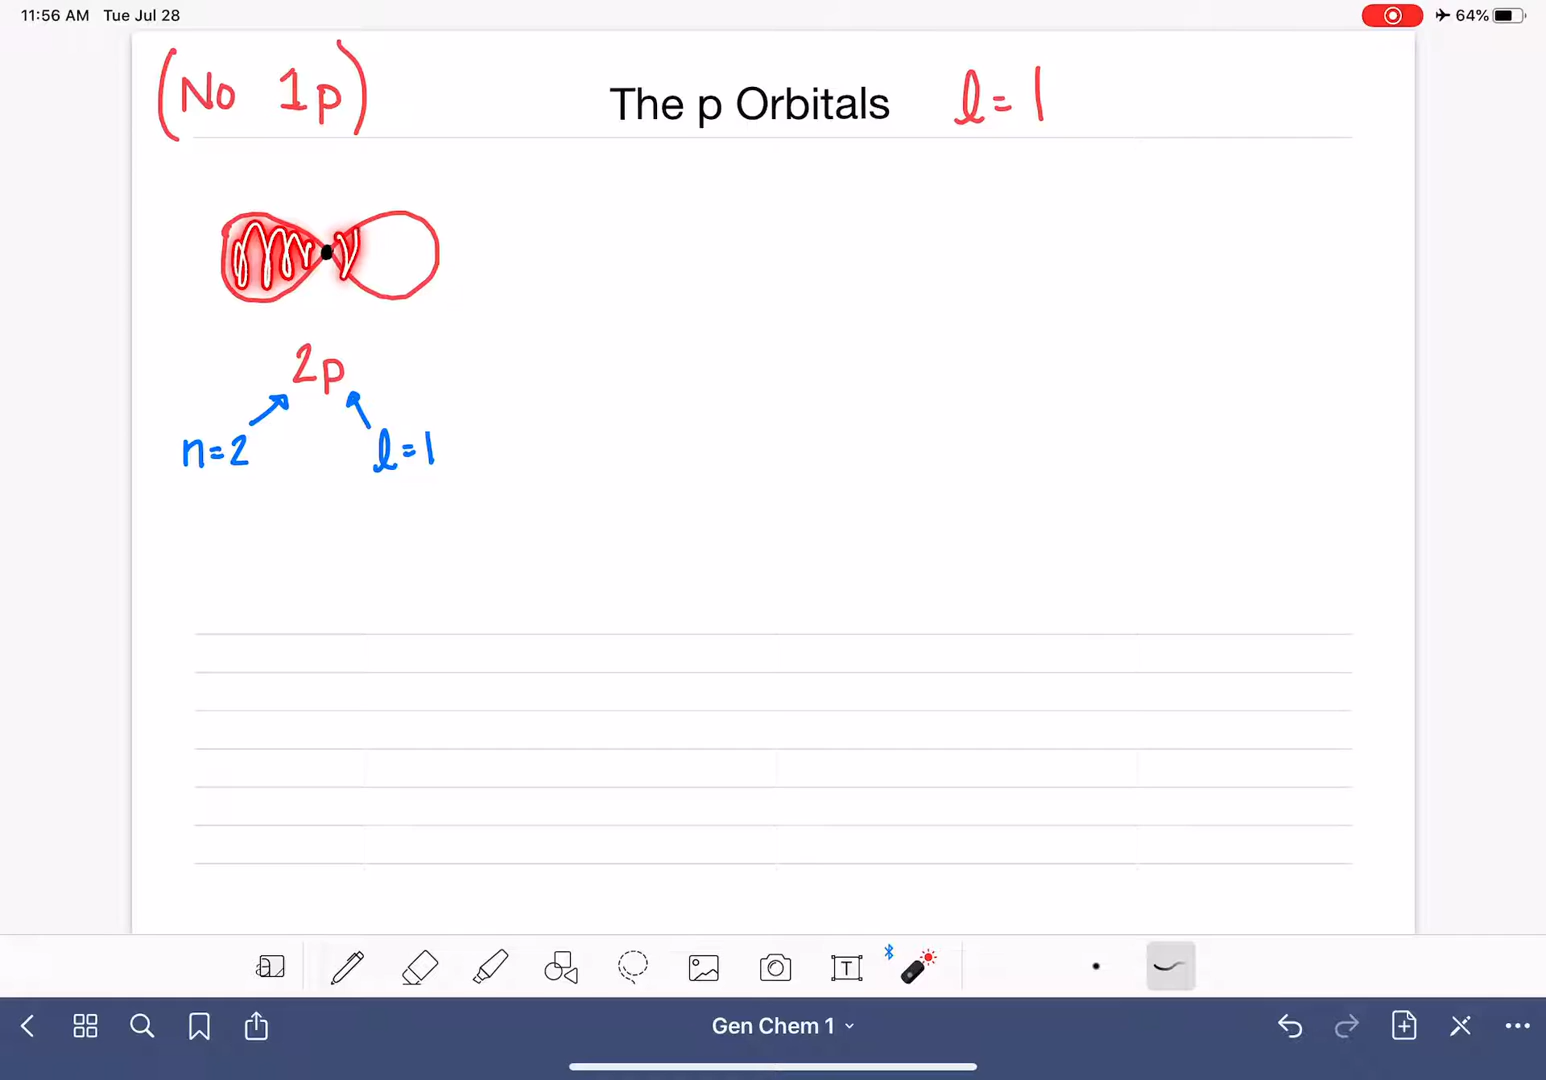 11:56 AM Tue Jul 28
64%
(No 1p)
The p Orbitals l=1
2p
n=2 l=1
Gen Chem 1